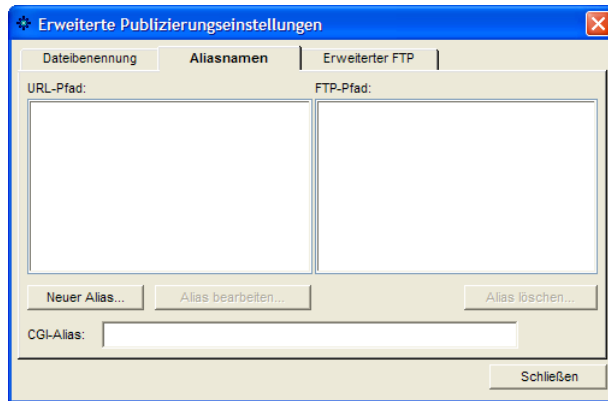 Erweiterte Publizierungseinstellungen
Dateibenennung Aliasnamen Erweiterter FTP
URL-Pfad: FTP-Pfad:
Neuer Alias... Alias bearbeiten... Alias löschen...
CGI-Alias:
Schließen